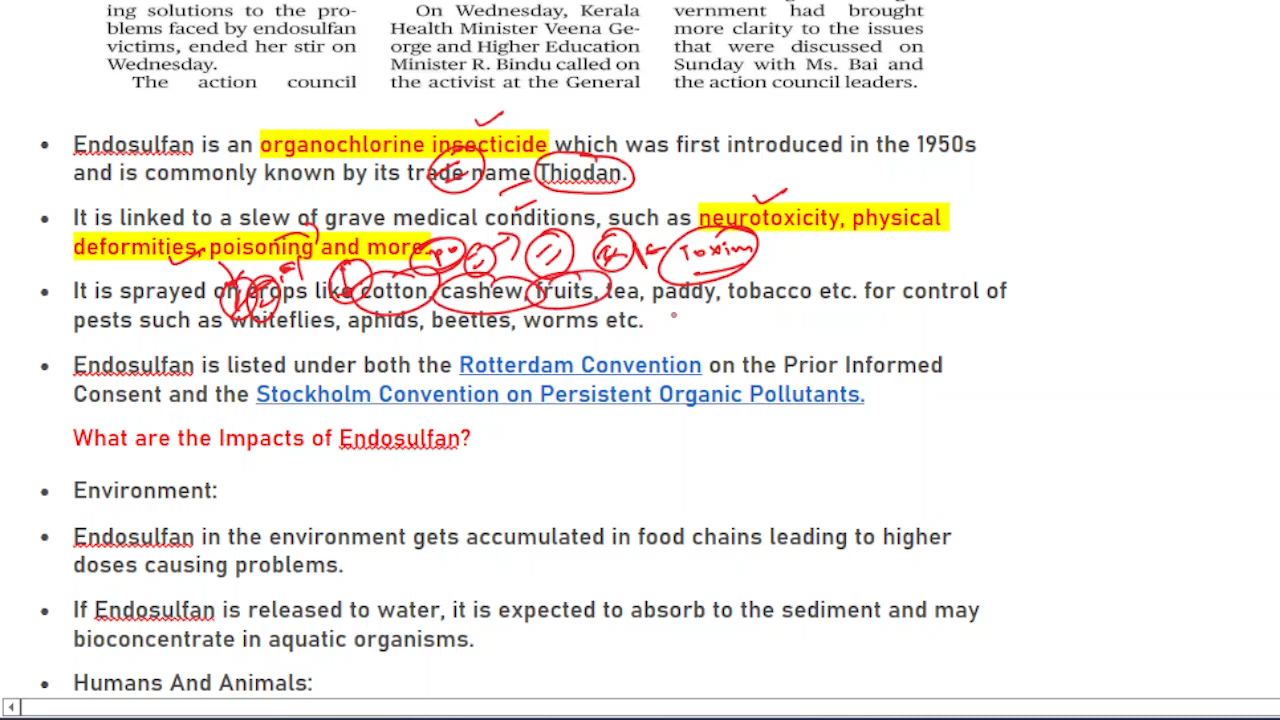 ing solutions to the pro-
blems faced by endosulfan
victims, ended her stir on
Wednesday.
The action council
On Wednesday, Kerala
Health Minister Veena Ge-
orge and Higher Education
Minister R. Bindu called on
the activist at the General
vernment had brought
more clarity to the issues
that were discussed on
Sunday with Ms. Bai and
the action council leaders.
• Endosulfan is an organochlorine insecticide which was first introduced in the 1950s
and is commonly known by its trade name Thiodan.
• It is linked to a slew of grave medical conditions, such as neurotoxicity, physical
deformities, poisoning and more.
Toxim
• It is sprayed on crops like cotton, cashew, fruits, tea, paddy, tobacco etc. for control of
pests such as whiteflies, aphids, beetles, worms etc.
• Endosulfan is listed under both the Rotterdam Convention on the Prior Informed
Consent and the Stockholm Convention on Persistent Organic Pollutants.
What are the Impacts of Endosulfan?
• Environment:
• Endosulfan in the environment gets accumulated in food chains leading to higher
doses causing problems.
• If Endosulfan is released to water, it is expected to absorb to the sediment and may
bioconcentrate in aquatic organisms.
• Humans And Animals: